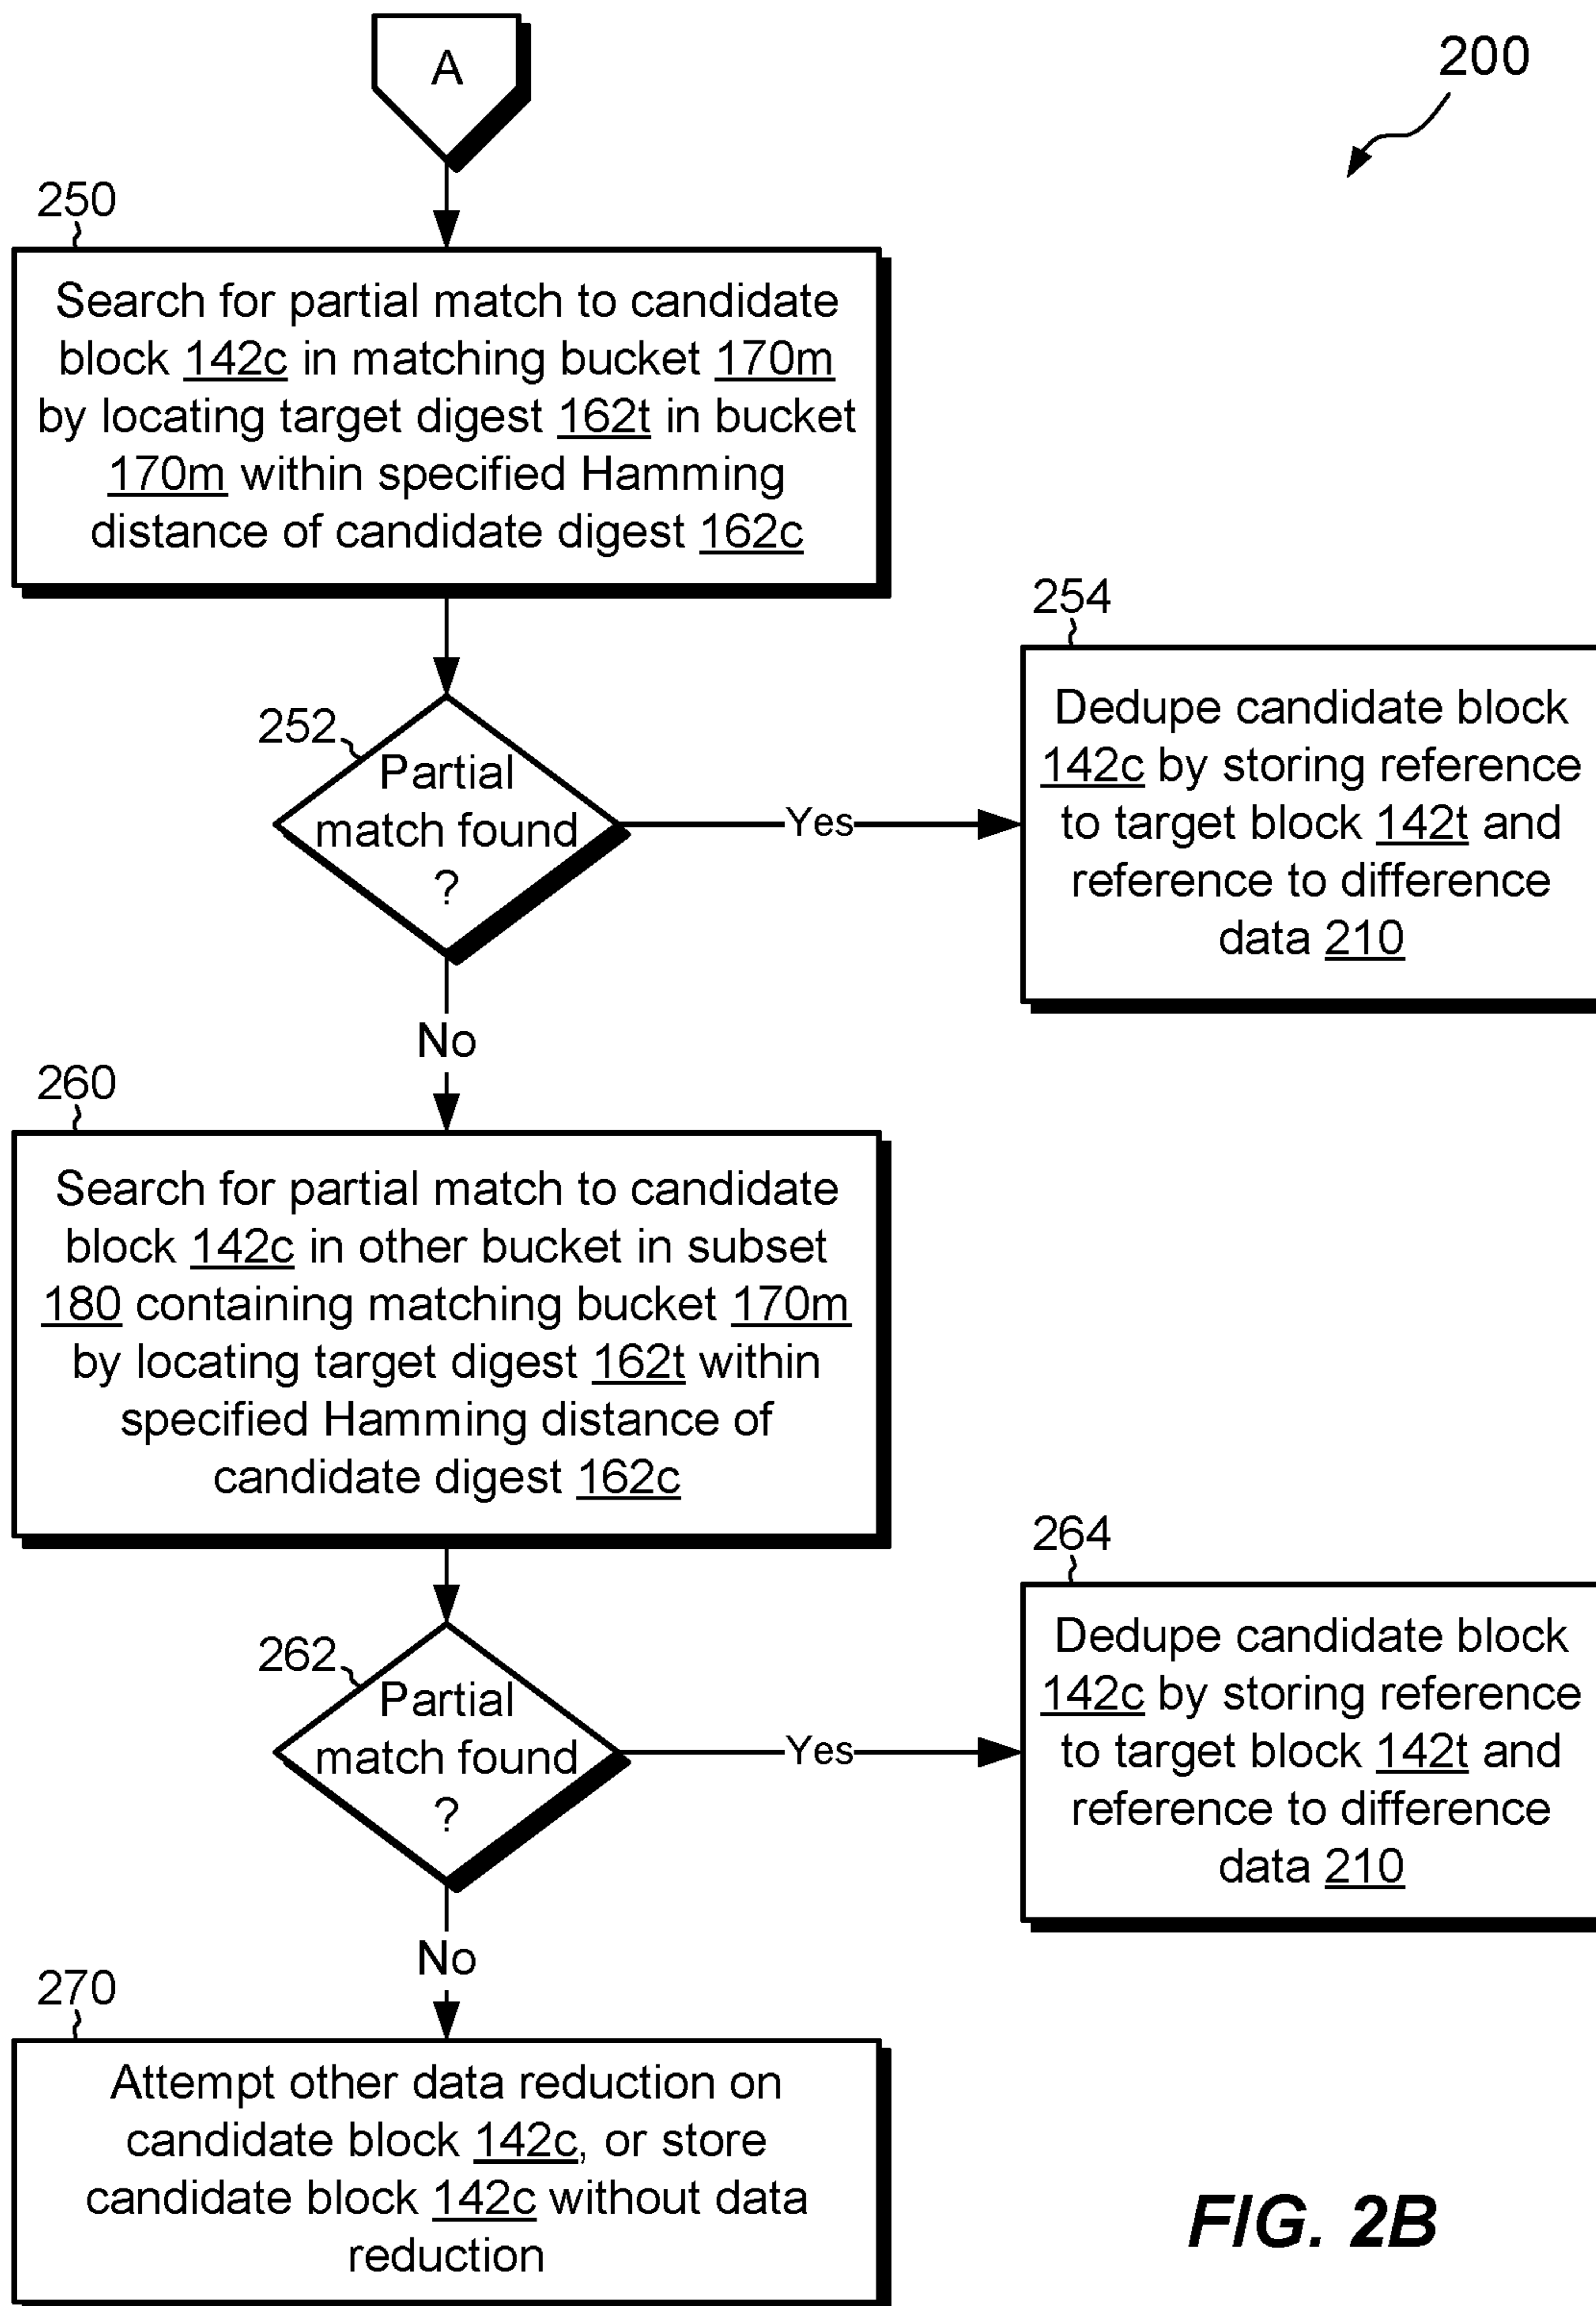 A
200
250
Search for partial match to candidate
block 142c in matching bucket 170m
by locating target digest 162t in bucket
170m within specified Hamming
distance of candidate digest 162c
252
Partial
match found
?
Yes
254
Dedupe candidate block
142c by storing reference
to target block 142t and
reference to difference
data 210
No
260
Search for partial match to candidate
block 142c in other bucket in subset
180 containing matching bucket 170m
by locating target digest 162t within
specified Hamming distance of
candidate digest 162c
262
Partial
match found
?
Yes
264
Dedupe candidate block
142c by storing reference
to target block 142t and
reference to difference
data 210
No
270
Attempt other data reduction on
candidate block 142c, or store
candidate block 142c without data
reduction
FIG. 2B